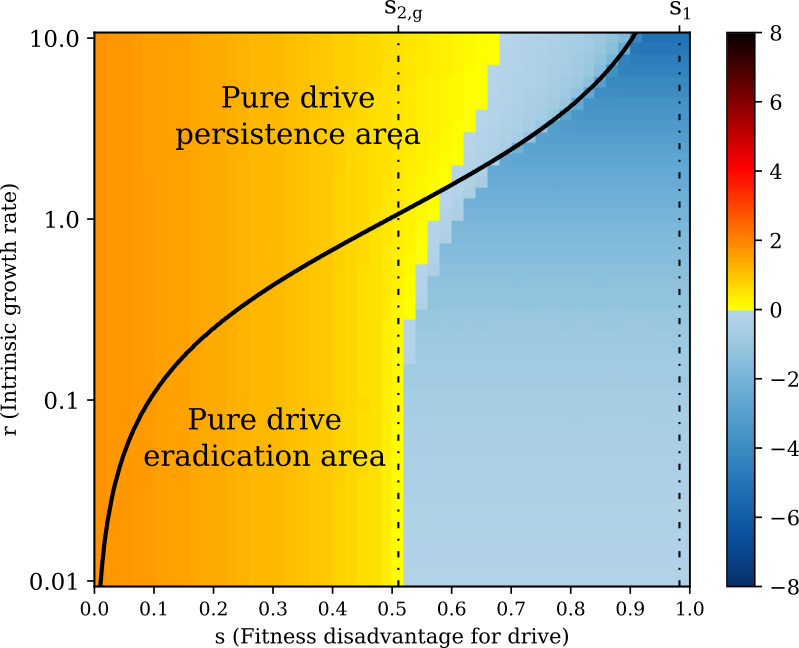 s2,g
s1
10.0
1.0
0.1
0.01
r (Intrinsic growth rate)
Pure drive
persistence area
Pure drive
eradication area
0.0 0.1 0.2 0.3 0.4 0.5 0.6 0.7 0.8 0.9 1.0
s (Fitness disadvantage for drive)
8
6
4
2
0
−2
−4
−6
−8